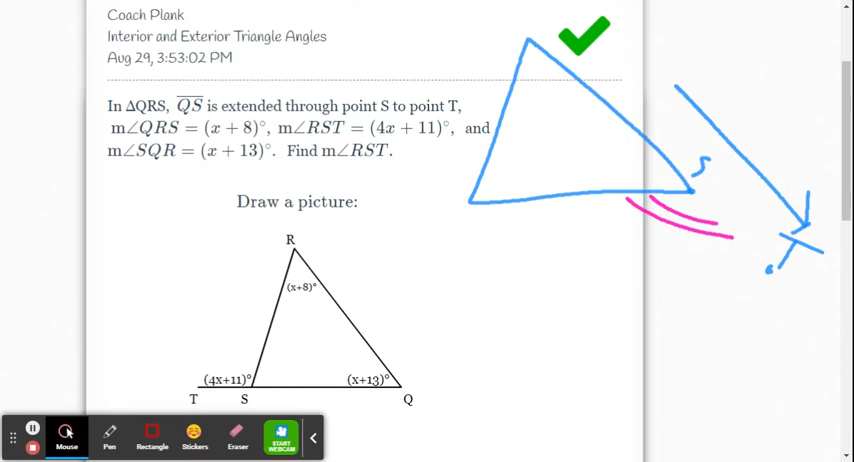 Coach Plank
Interior and Exterior Triangle Angles
Aug 29, 3:53:02 PM
In ΔQRS, QS is extended through point S to point T,
m∠QRS = (x + 8)°, m∠RST = (4x + 11)°, and
m∠SQR = (x + 13)°. Find m∠RST.
S
T
Draw a picture:
R
(x+8)°
(4x+11)° (x+13)°
T S Q
Mouse Pen Rectangle Stickers Eraser START WEBCAM